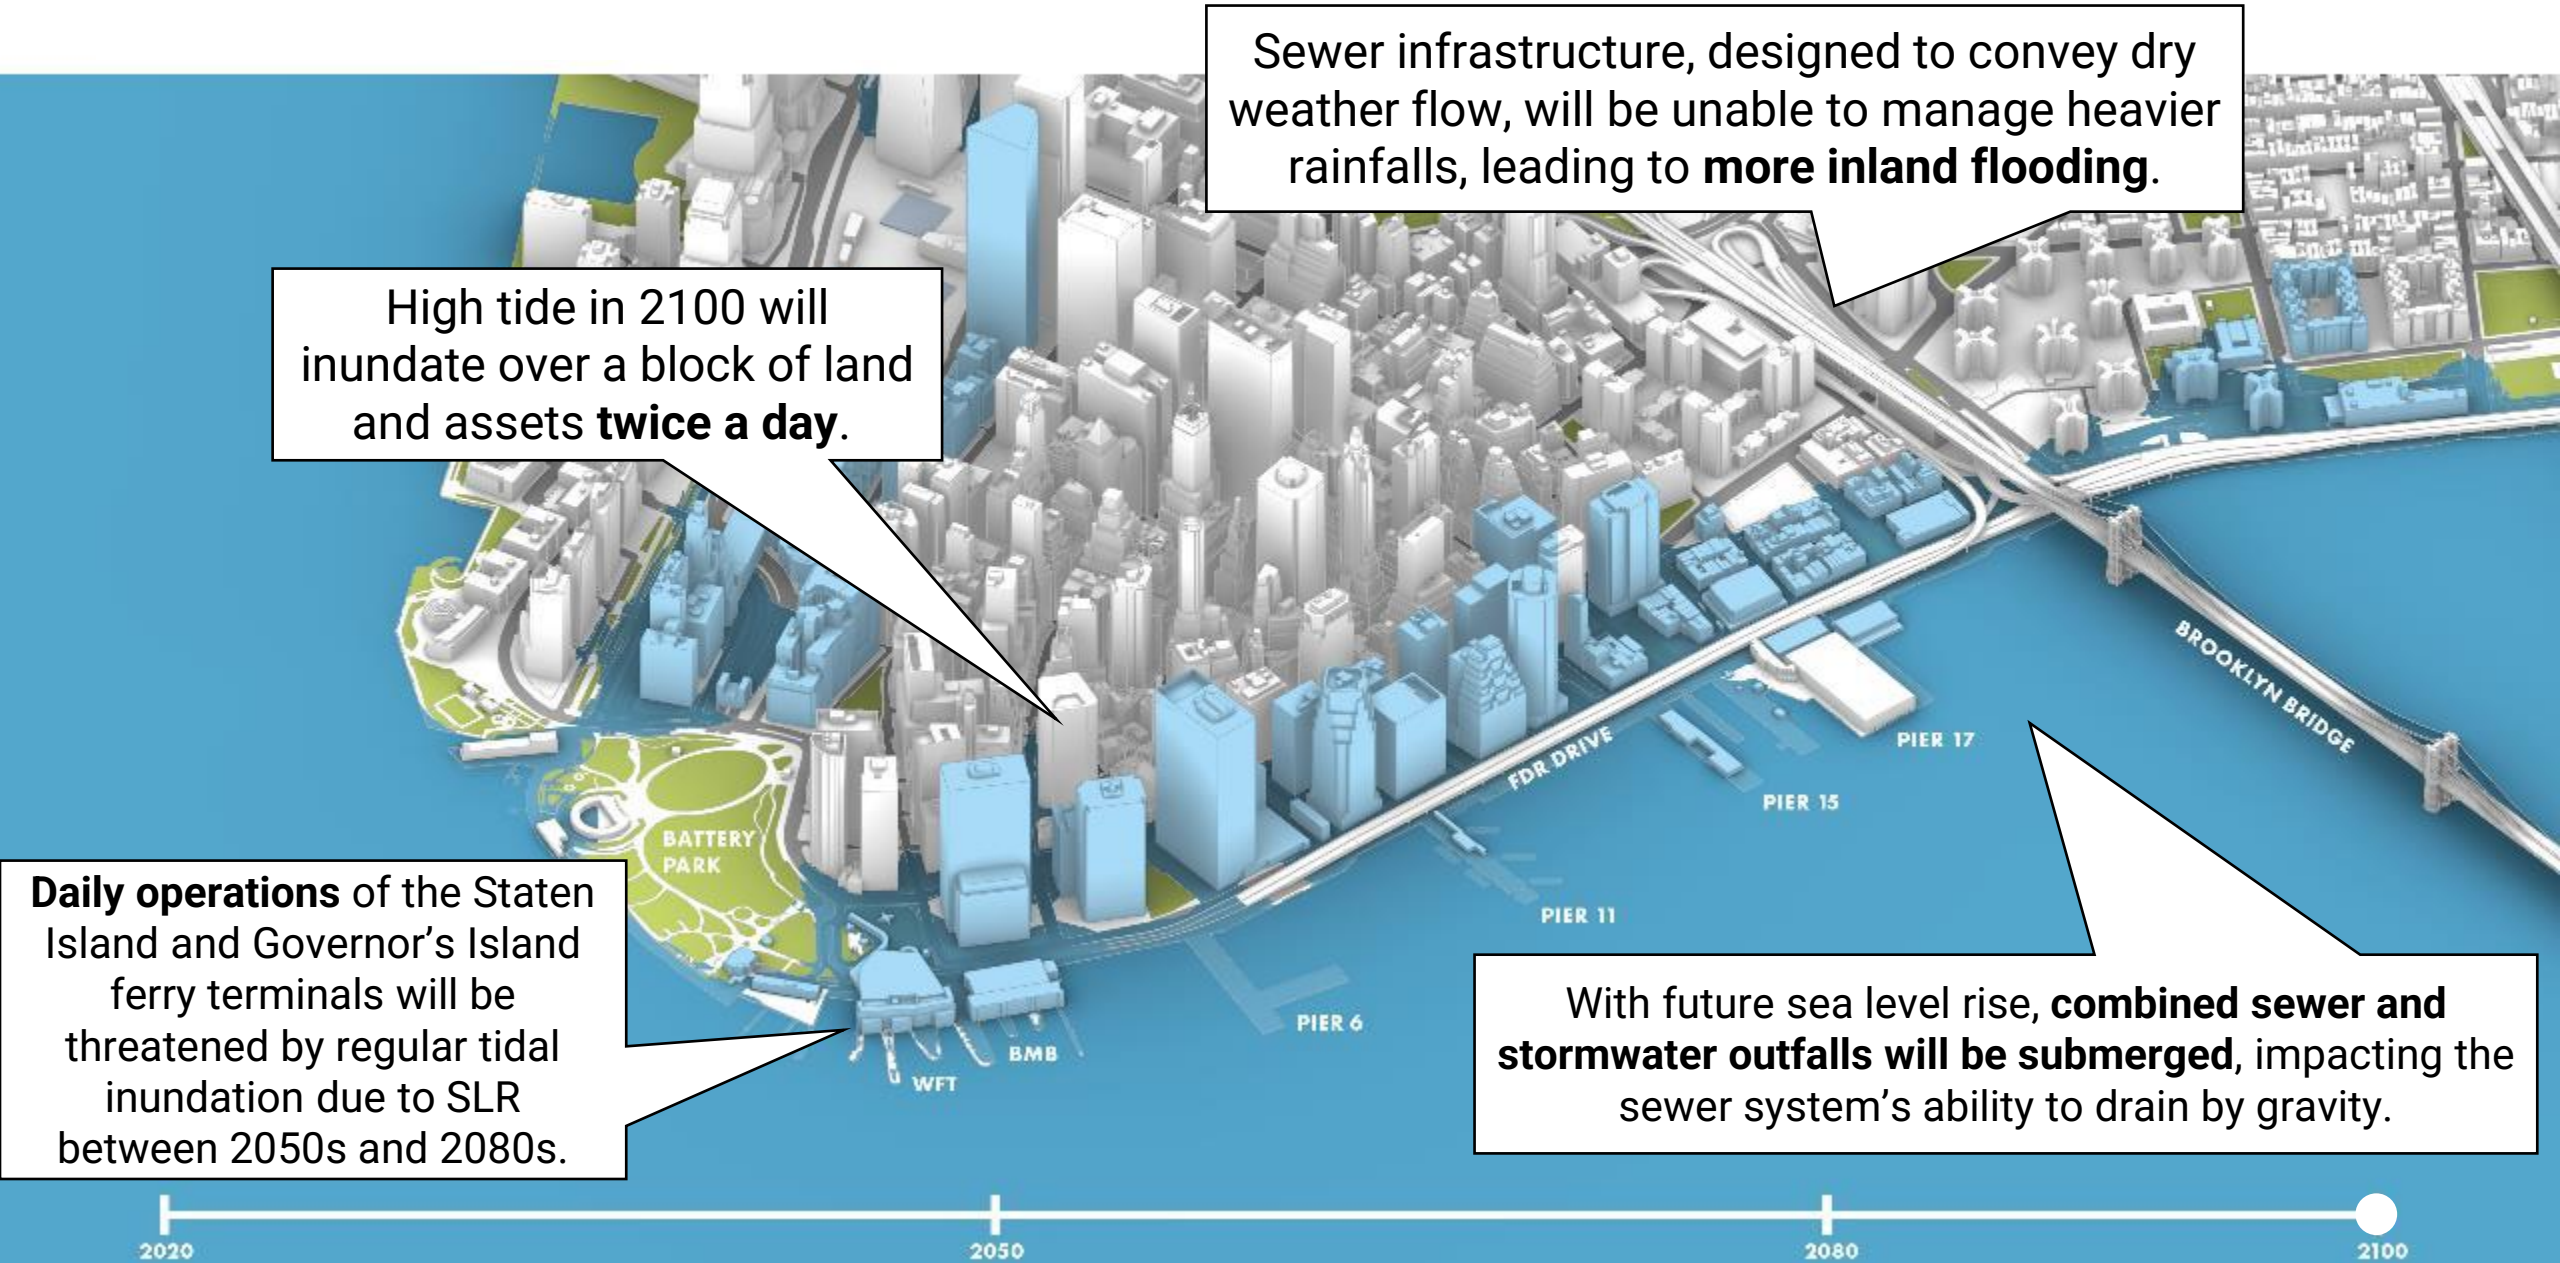 Sewer infrastructure, designed to convey dry
weather flow, will be unable to manage heavier
rainfalls, leading to more inland flooding.
High tide in 2100 will
inundate over a block of land
and assets twice a day.
BROOKLYN BRIDGE
FDR DRIVE
PIER 17
PIER 15
PIER 11
PIER 6
BATTERY
PARK
BMB
WFT
Daily operations of the Staten
Island and Governor’s Island
ferry terminals will be
threatened by regular tidal
inundation due to SLR
between 2050s and 2080s.
With future sea level rise, combined sewer and
stormwater outfalls will be submerged, impacting the
sewer system’s ability to drain by gravity.
2020
2050
2080
2100